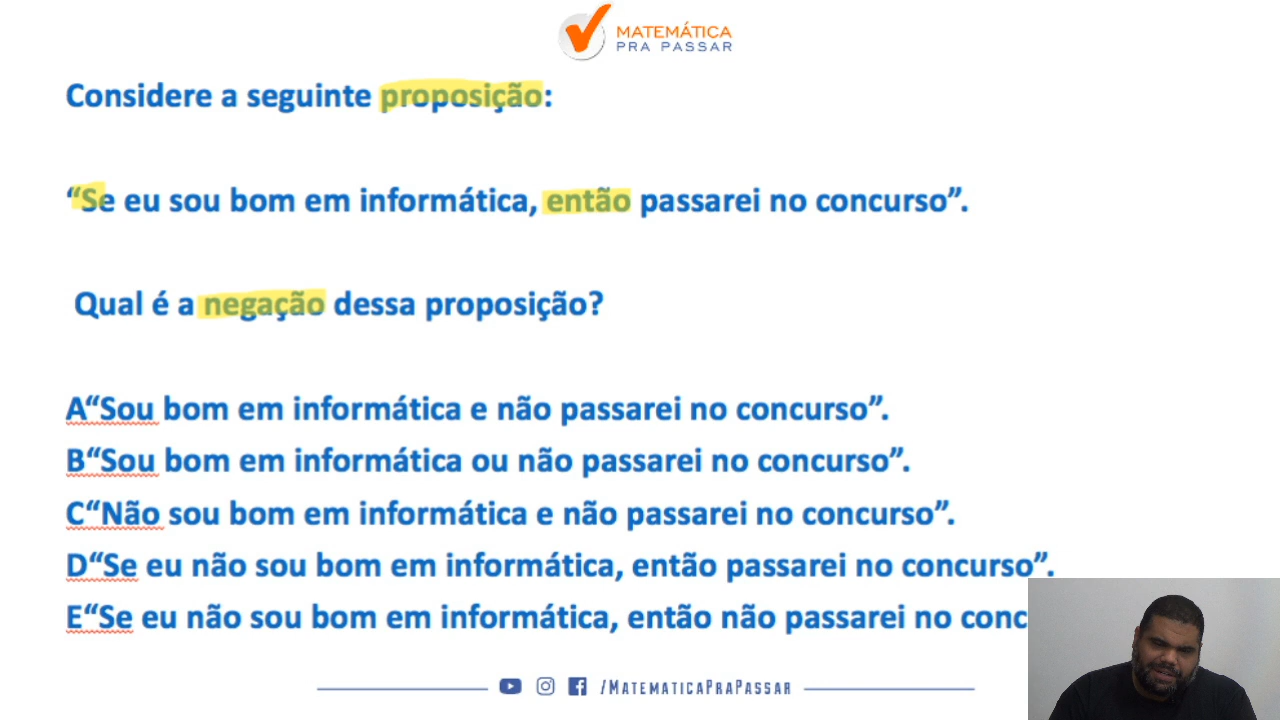 MATEMÁTICA
PRA PASSAR
Considere a seguinte proposição:
“Se eu sou bom em informática, então passarei no concurso”.
Qual é a negação dessa proposição?
A“Sou bom em informática e não passarei no concurso”.
B“Sou bom em informática ou não passarei no concurso”.
C“Não sou bom em informática e não passarei no concurso”.
D“Se eu não sou bom em informática, então passarei no concurso”.
E“Se eu não sou bom em informática, então não passarei no conc
/MatematicaPraPassar